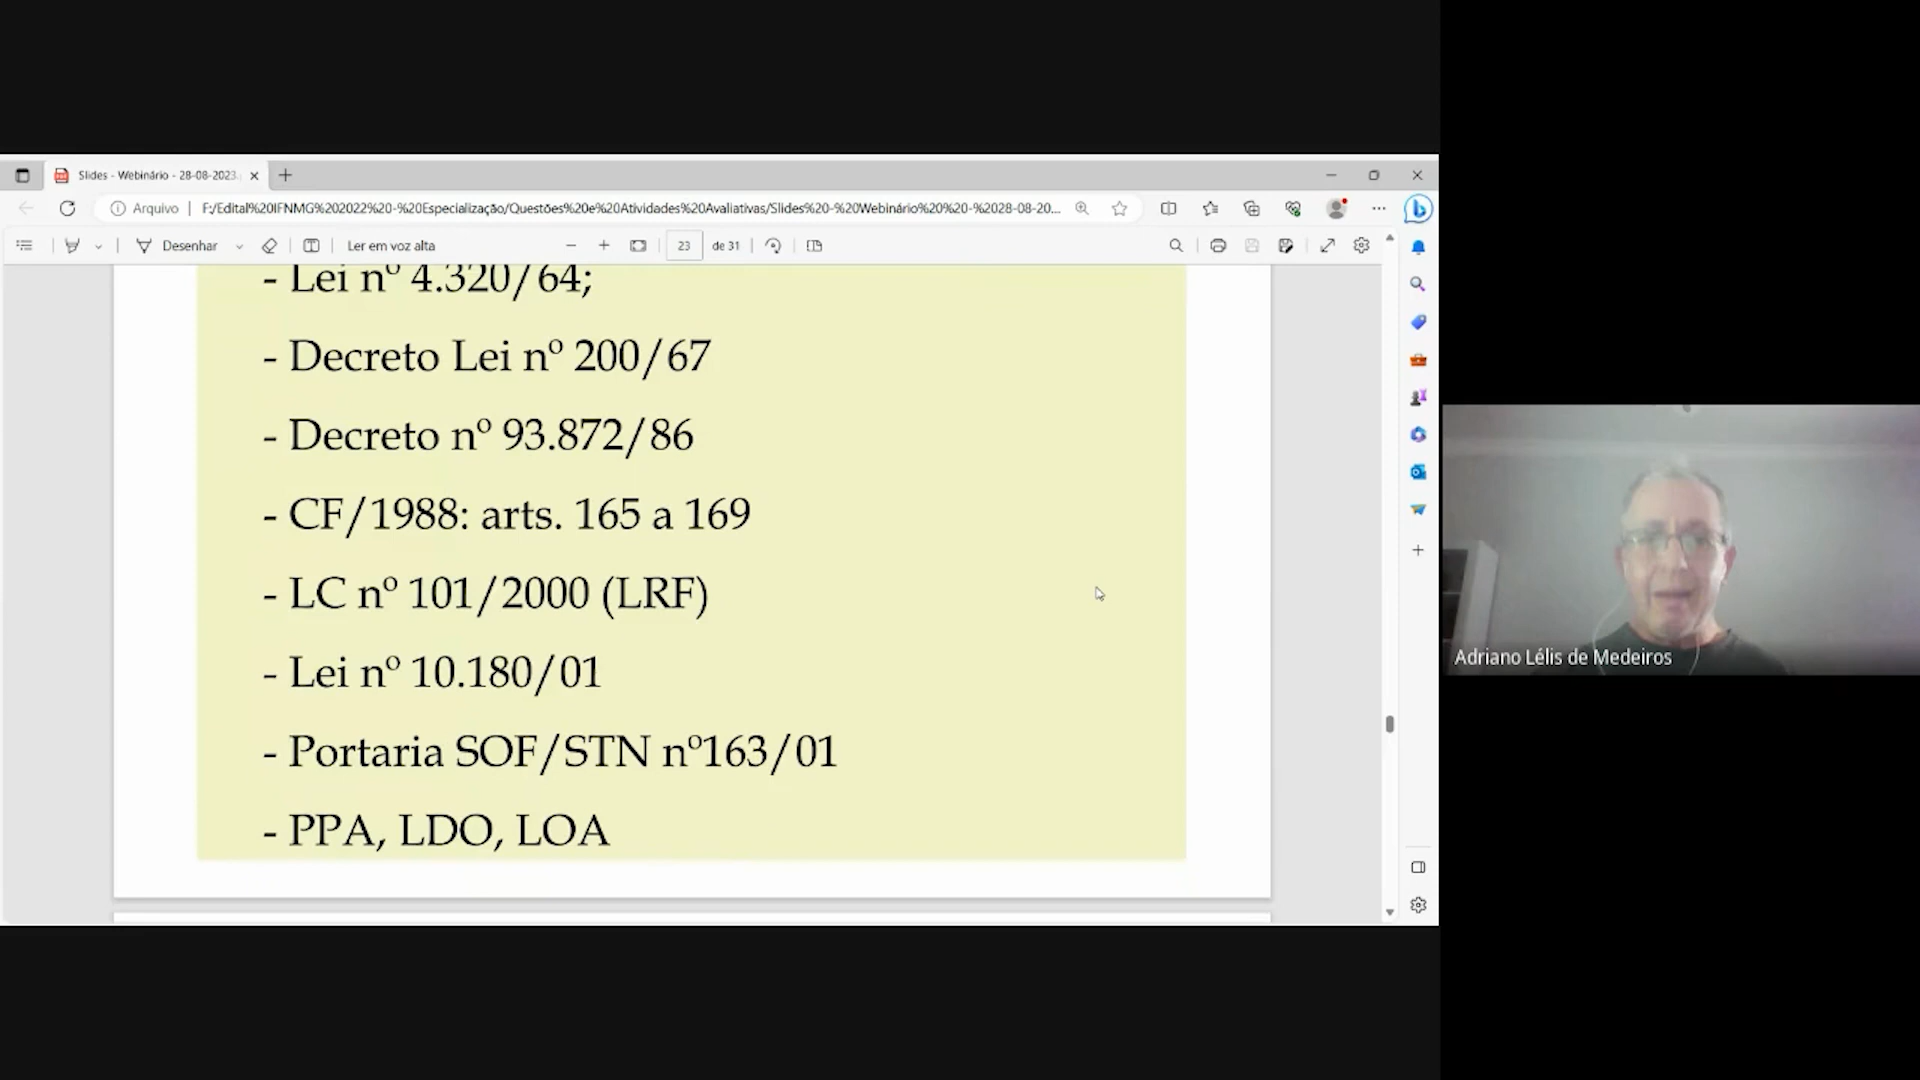 Slides - Webinário - 28-08-2023.
Arquivo
F:/Edital%20IFNMG%202022%20-%20Especialização/Questões%20e%20Atividades%20Avaliativas/Slides%20-%20Webinário%20%20-%2028-08-20...
Desenhar
Ler em voz alta
23
de 31
- Lei nº 4.320/64;
- Decreto Lei nº 200/67
- Decreto nº 93.872/86
- CF/1988: arts. 165 a 169
- LC nº 101/2000 (LRF)
- Lei nº 10.180/01
- Portaria SOF/STN nº163/01
- PPA, LDO, LOA
Adriano Lélis de Medeiros